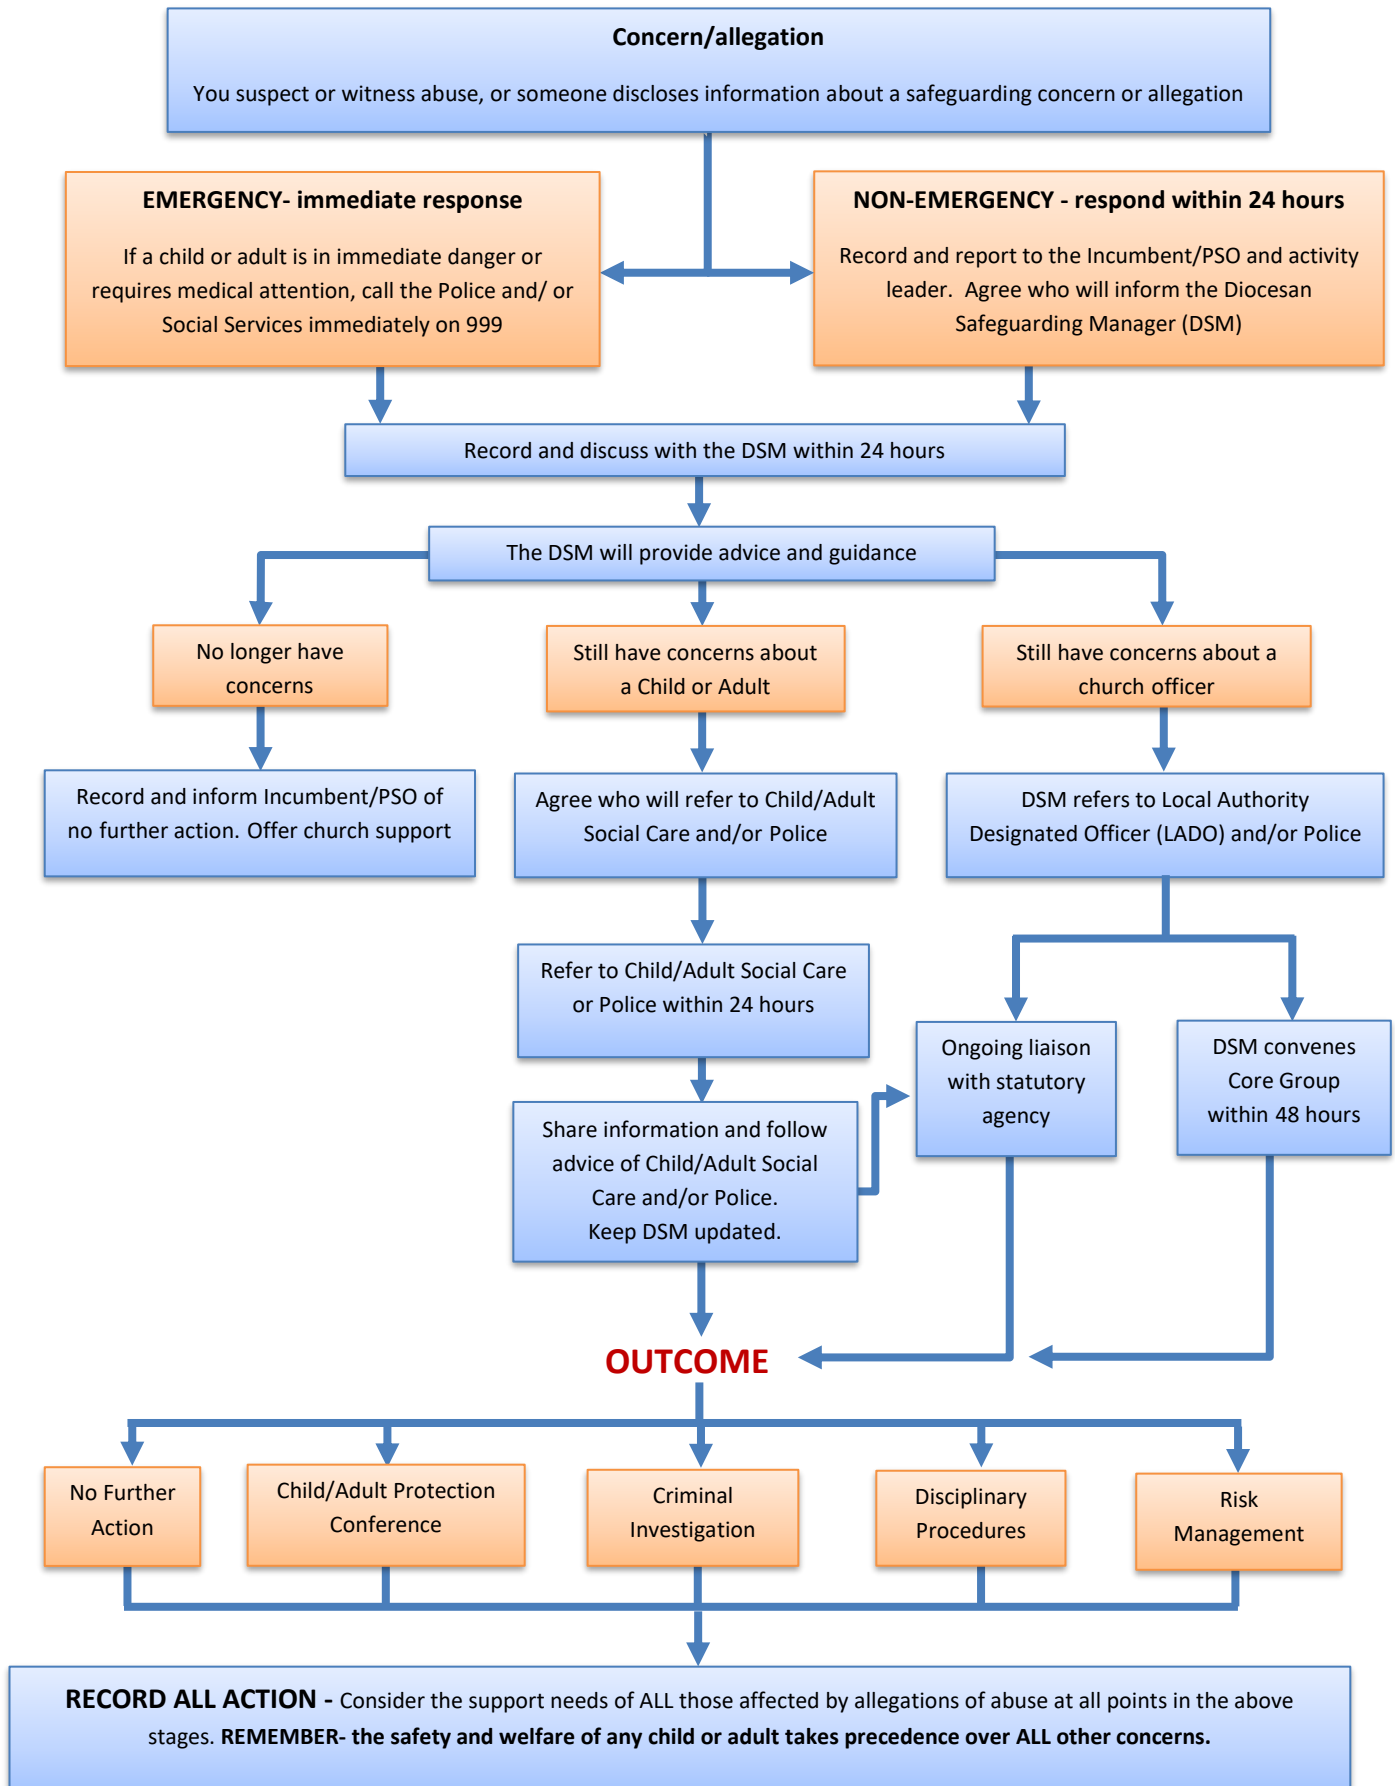 Concern/allegation
You suspect or witness abuse, or someone discloses information about a safeguarding concern or allegation
EMERGENCY- immediate response
If a child or adult is in immediate danger or
requires medical attention, call the Police and/ or
Social Services immediately on 999
NON-EMERGENCY - respond within 24 hours
Record and report to the Incumbent/PSO and activity
leader.  Agree who will inform the Diocesan
Safeguarding Manager (DSM)
Record and discuss with the DSM within 24 hours
The DSM will provide advice and guidance
No longer have
concerns
Still have concerns about
a Child or Adult
Still have concerns about a
church officer
Record and inform Incumbent/PSO of
no further action. Offer church support
Agree who will refer to Child/Adult
Social Care and/or Police
DSM refers to Local Authority
Designated Officer (LADO) and/or Police
Refer to Child/Adult Social Care
or Police within 24 hours
Ongoing liaison
with statutory
agency
DSM convenes
Core Group
within 48 hours
Share information and follow
advice of Child/Adult Social
Care and/or Police.
Keep DSM updated.
OUTCOME
No Further
Action
Child/Adult Protection
Conference
Criminal
Investigation
Disciplinary
Procedures
Risk
Management
RECORD ALL ACTION - Consider the support needs of ALL those affected by allegations of abuse at all points in the above
stages. REMEMBER- the safety and welfare of any child or adult takes precedence over ALL other concerns.